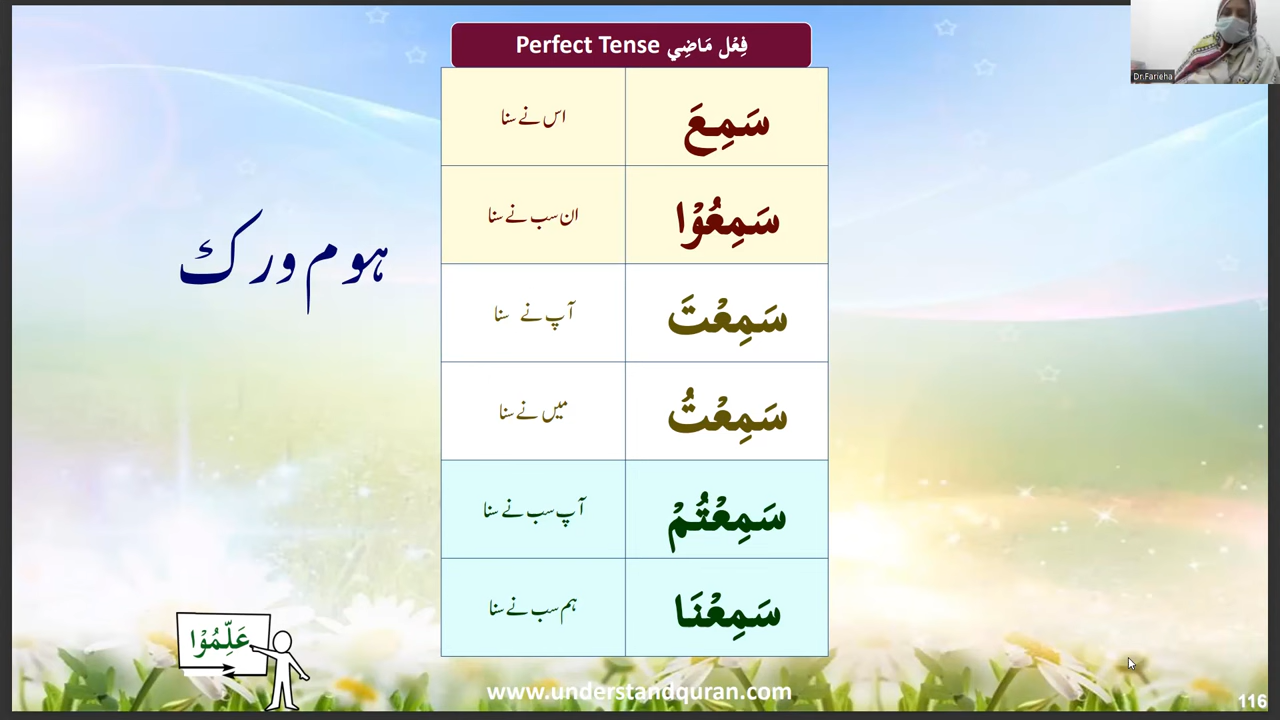 Perfect Tense فِعْل مَاضِي
Dr.Farieha
سَمِعَ اس نے سنا
سَمِعُوْا ان سب نے سنا
ہوم ورک
سَمِعْتَ آپ نے سنا
سَمِعْتُ میں نے سنا
سَمِعْتُمْ آپ سب نے سنا
سَمِعْنَا ہم سب نے سنا
عَلِّمُوْا
www.understandquran.com
116